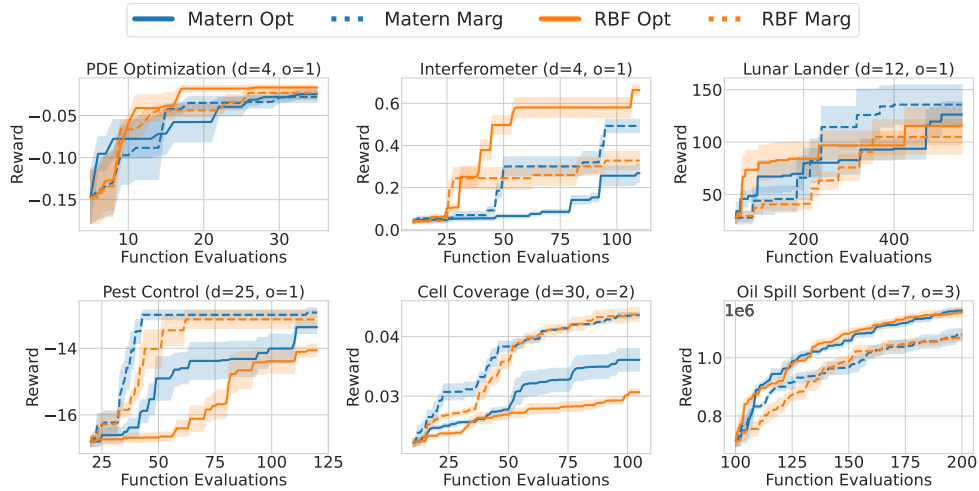 Matern Opt Matern Marg RBF Opt RBF Marg
PDE Optimization (d=4, o=1)
Reward
−0.05
−0.10
−0.15
10 20 30
Function Evaluations
Interferometer (d=4, o=1)
Reward
0.6
0.4
0.2
0.0
25 50 75 100
Function Evaluations
Lunar Lander (d=12, o=1)
Reward
150
100
50
200 400
Function Evaluations
Pest Control (d=25, o=1)
Reward
−14
−16
20 50 75 100 125
Function Evaluations
Cell Coverage (d=30, o=2)
Reward
0.04
0.03
25 50 75 100
Function Evaluations
Oil Spill Sorbent (d=7, o=3)
1e6
Reward
1.0
0.8
100 125 150 175 200
Function Evaluations